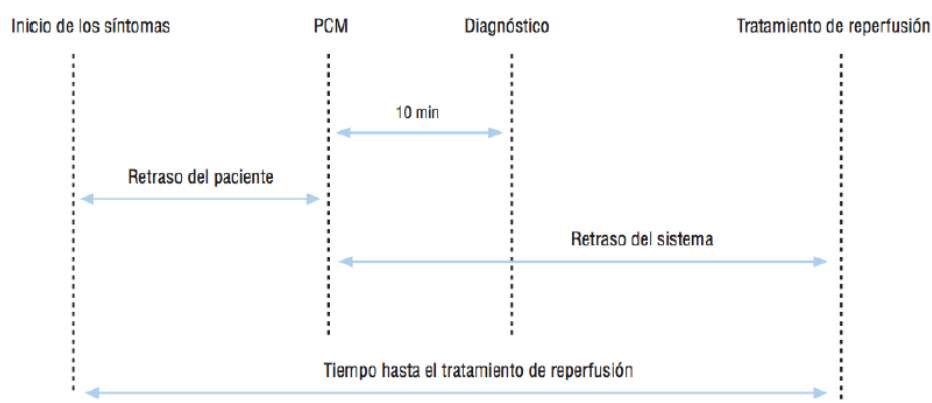 Inicio de los síntomas
PCM
Diagnóstico
Tratamiento de reperfusión
10 min
Retraso del paciente
Retraso del sistema
Tiempo hasta el tratamiento de reperfusión